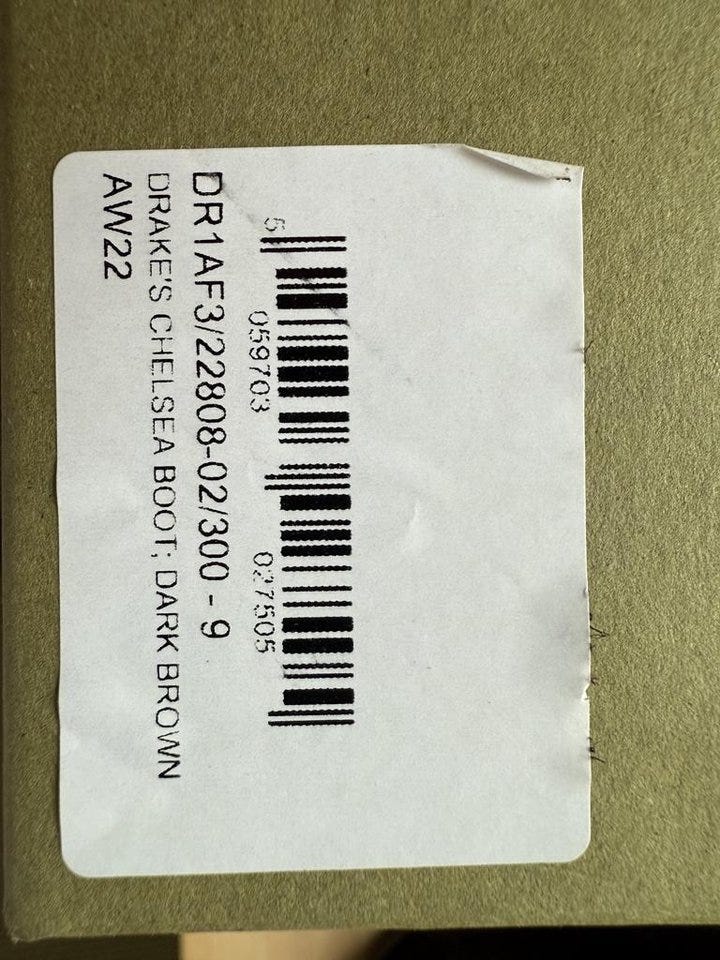 5 059703 027505
DR1AF3/22808-02/300 - 9
DRAKE'S CHELSEA BOOT; DARK BROWN
AW22